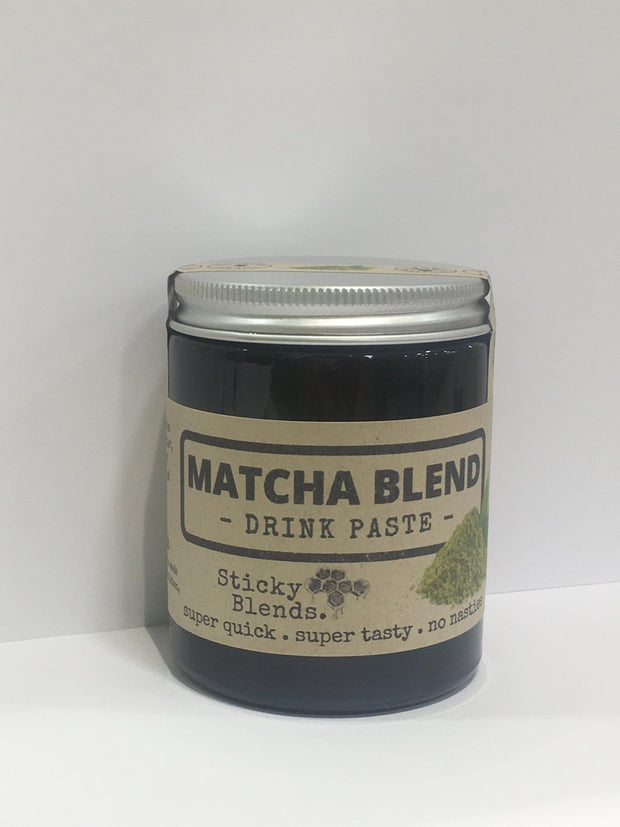 MATCHA BLEND
- DRINK PASTE -
Sticky
Blends.
super quick . super tasty . no nasties